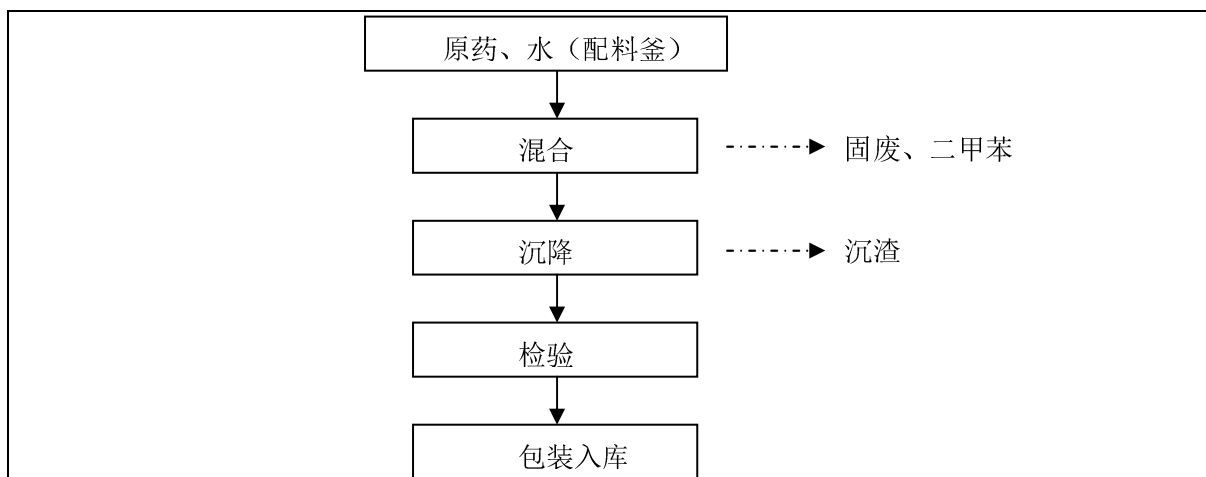 原药、水（配料釜）
混合
固废、二甲苯
沉降
沉渣
检验
包装入库